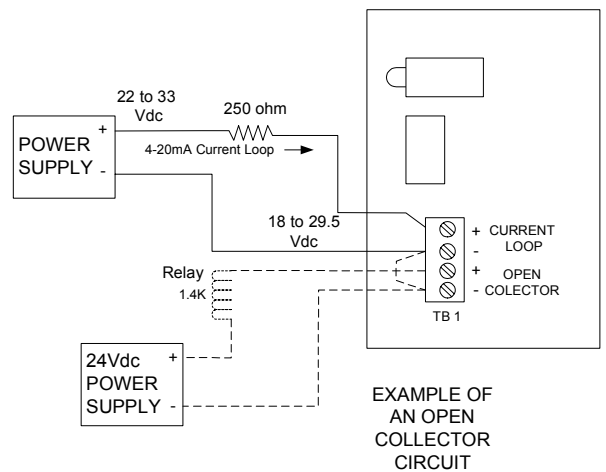 22 to 33
Vdc
250 ohm
POWER
SUPPLY
+
-
4-20mA Current Loop
18 to 29.5
Vdc
+ CURRENT
- LOOP
+ OPEN
- COLECTOR
TB 1
Relay
1.4K
24Vdc
POWER
SUPPLY
+
-
EXAMPLE OF
AN OPEN
COLLECTOR
CIRCUIT